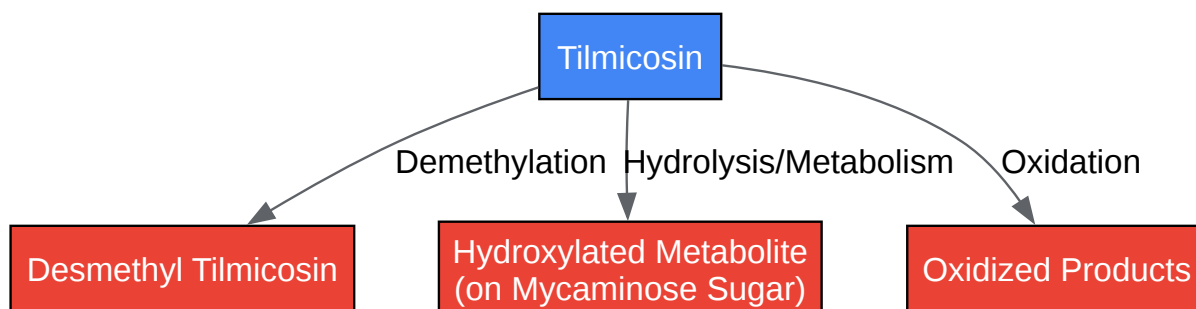 Tilmicosin
Demethylation
Hydrolysis/Metabolism
Oxidation
Desmethyl Tilmicosin
Hydroxylated Metabolite
(on Mycaminose Sugar)
Oxidized Products